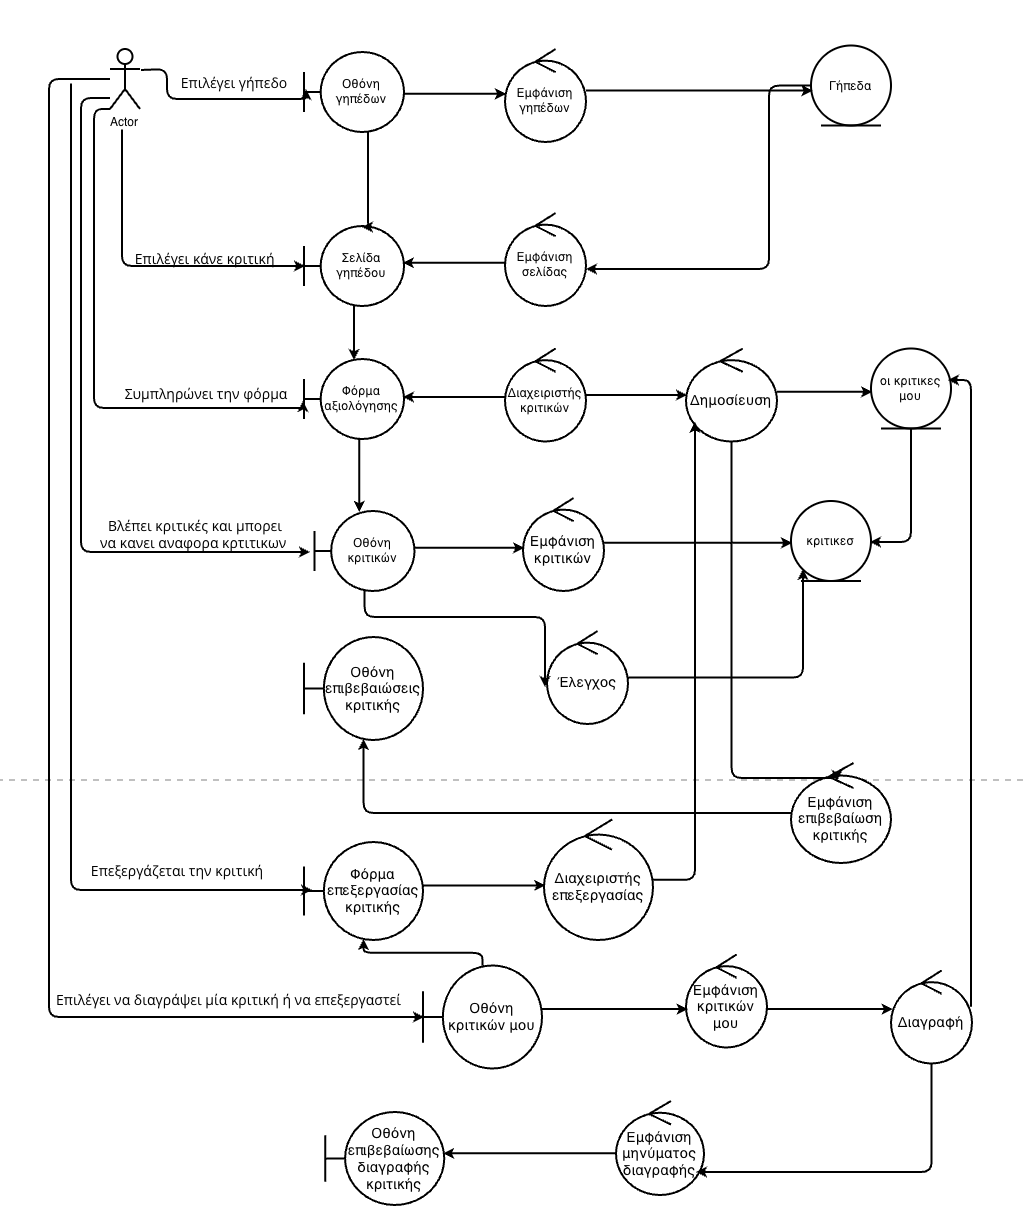 Επιλέγει γήπεδο
Οθόνη
γηπέδων
Εμφάνιση
γηπέδων
Γήπεδα
Actor
Επιλέγει κάνε κριτική
Σελίδα
γηπέδου
Εμφάνιση
σελίδας
Συμπληρώνει την φόρμα
Φόρμα
αξιολόγησης
Διαχειριστής
κριτικών
Δημοσίευση
οι κριτικες
μου
Βλέπει κριτικές και μπορει
να κανει αναφορα κρτιτικων
Οθόνη
κριτικών
Εμφάνιση
κριτικών
κριτικεσ
Οθόνη
επιβεβαιώσεις
κριτικής
Έλεγχος
Εμφάνιση
επιβεβαίωση
κριτικής
Επεξεργάζεται την κριτική
Φόρμα
επεξεργασίας
κριτικής
Διαχειριστής
επεξεργασίας
Επιλέγει να διαγράψει μία κριτική ή να επεξεργαστεί
Οθόνη
κριτικών μου
Εμφάνιση
κριτικών
μου
Διαγραφή
Οθόνη
επιβεβαίωσης
διαγραφής
κριτικής
Εμφάνιση
μηνύματος
διαγραφής